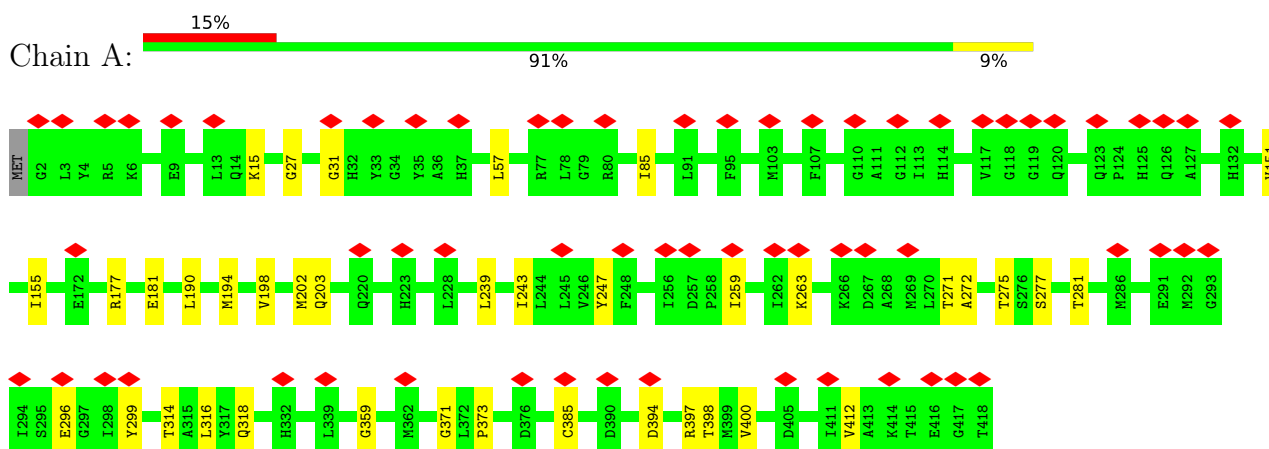 15%
Chain A:
91% 9%
MET G2 L3 Y4 R5 K6 E9 L13 Q14 K15 G27 G31 H32 Y33 G34 Y35 A36 H37 L57 R77 L78 G79 R80 I85 L91 F95 M103 F107 G110 A111 G112 I113 H114 V117 G118 G119 Q120 Q123 P124 H125 Q126 A127 H132
I155 E172 R177 E181 L190 M194 V198 M202 Q203 Q220 H223 L228 L239 I243 L244 L245 V246 Y247 F248 I256 D257 P258 I259 I262 K263 K266 D267 A268 M269 L270 T271 A272 T275 S276 S277 T281 M286 E291 M292 G293
I294 S295 E296 G297 I298 Y299 T314 A315 L316 Y317 Q318 H332 L339 G359 M362 G371 L372 P373 D376 C385 D390 D394 R397 T398 M399 V400 D405 I411 V412 A413 K414 T415 E416 G417 T418